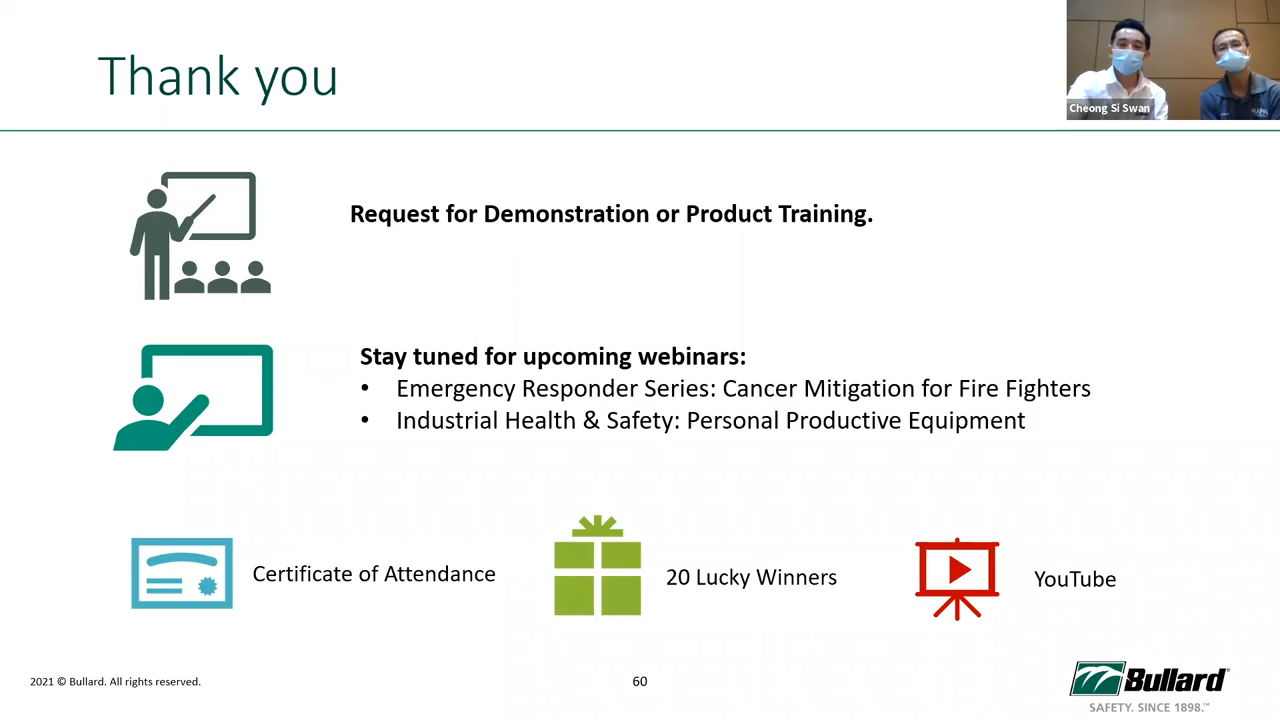 Thank you
Cheong Si Swan
Request for Demonstration or Product Training.
Stay tuned for upcoming webinars:
• Emergency Responder Series: Cancer Mitigation for Fire Fighters
• Industrial Health & Safety: Personal Productive Equipment
Certificate of Attendance
20 Lucky Winners
YouTube
2021 © Bullard. All rights reserved.
60
Bullard®
SAFETY. SINCE 1898.™